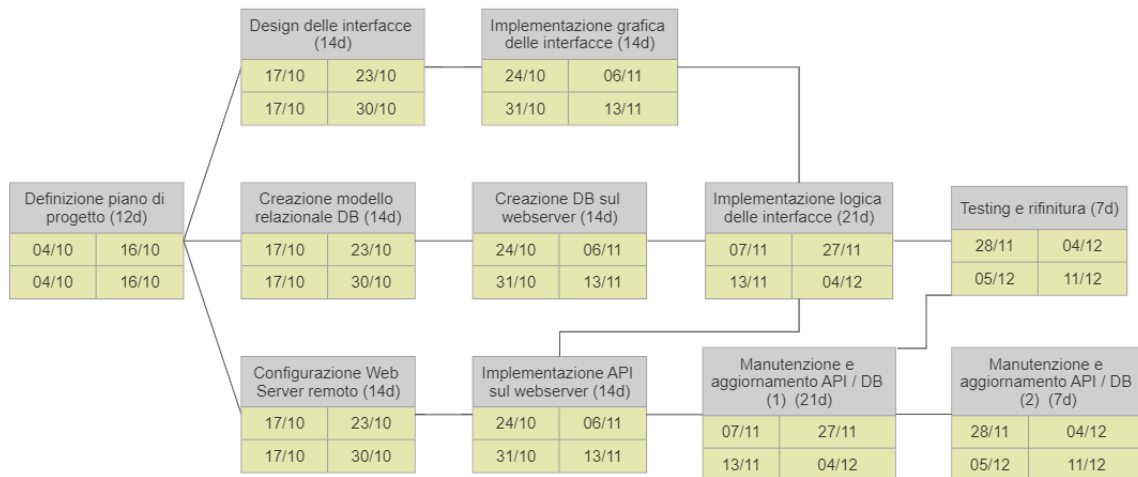 Design delle interfacce
(14d)
17/10 23/10
17/10 30/10
Implementazione grafica
delle interfacce (14d)
24/10 06/11
31/10 13/11
Definizione piano di
progetto (12d)
04/10 16/10
04/10 16/10
Creazione modello
relazionale DB (14d)
17/10 23/10
17/10 30/10
Creazione DB sul
webserver (14d)
24/10 06/11
31/10 13/11
Implementazione logica
delle interfacce (21d)
07/11 27/11
13/11 04/12
Testing e rifinitura (7d)
28/11 04/12
05/12 11/12
Configurazione Web
Server remoto (14d)
17/10 23/10
17/10 30/10
Implementazione API
sul webserver (14d)
24/10 06/11
31/10 13/11
Manutenzione e
aggiornamento API / DB
(1) (21d)
07/11 27/11
13/11 04/12
Manutenzione e
aggiornamento API / DB
(2) (7d)
28/11 04/12
05/12 11/12